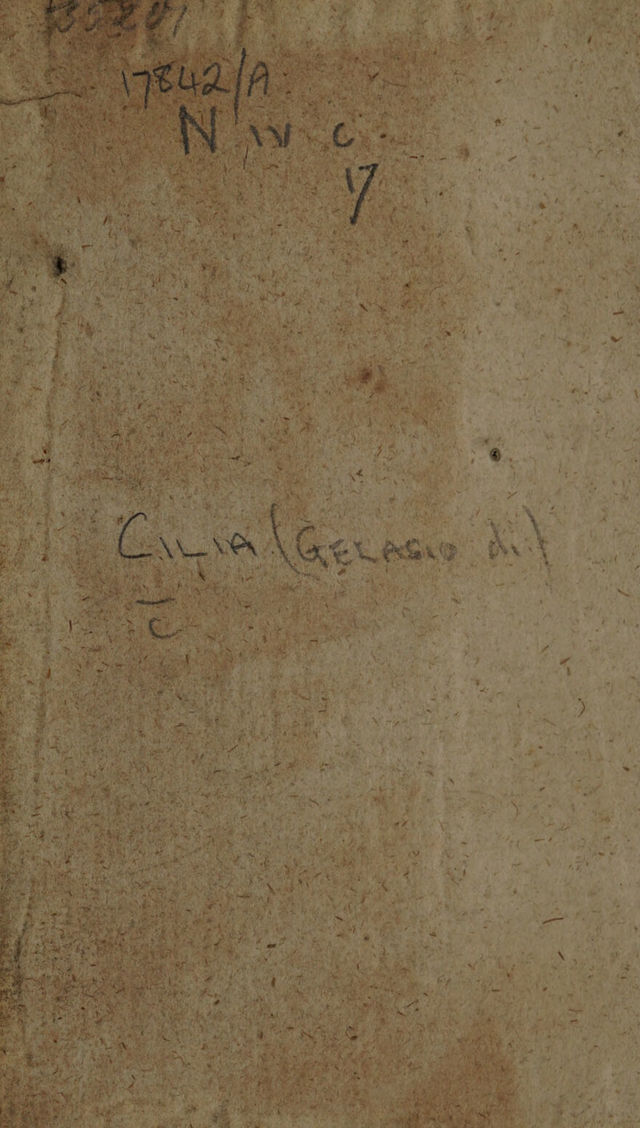 17842/A
N IV C
17
CILIA (GELASIO di)
C̄